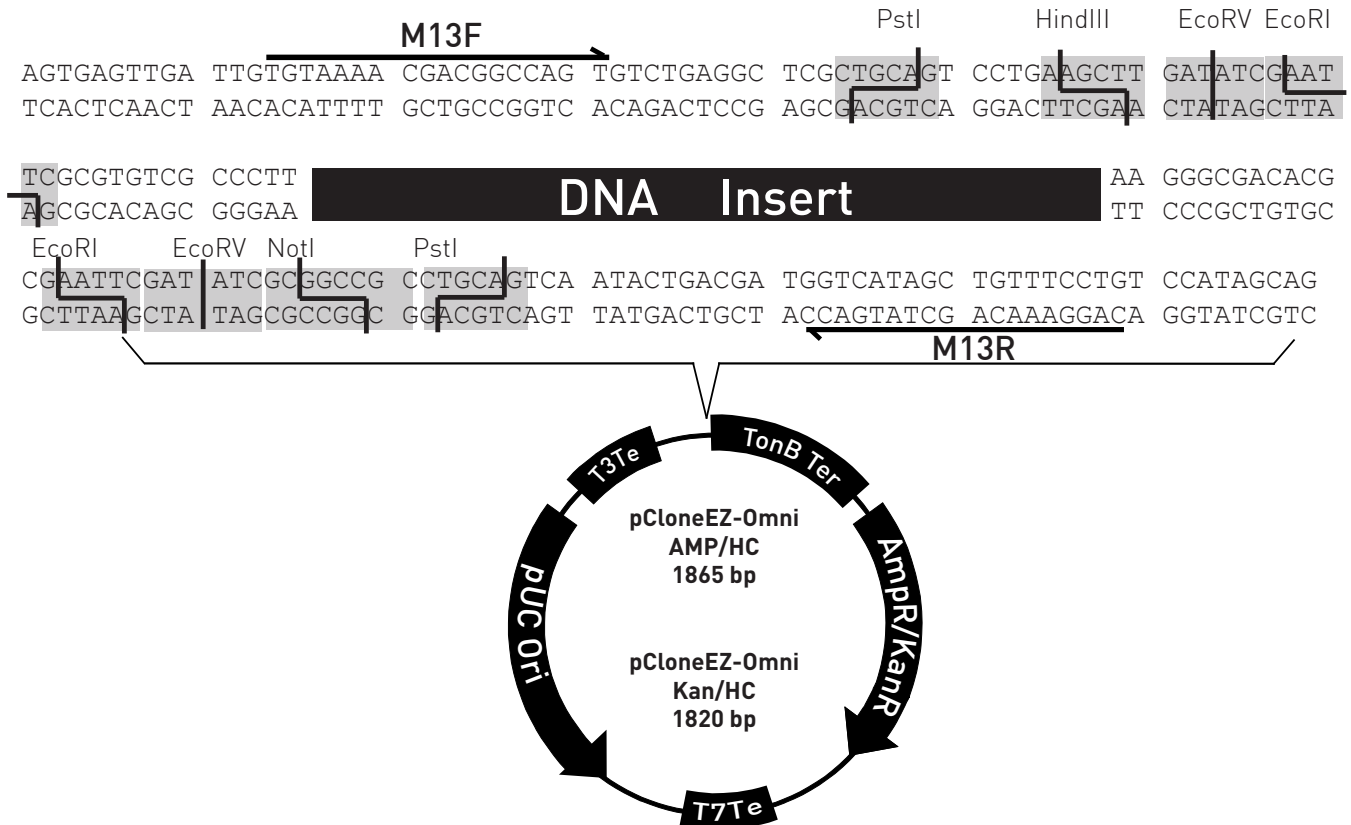 M13F PstI HindIII EcoRV EcoRI
AGTGAGTTGA TTGTGTAAAA CGACGGCCAG TGTCTGAGGC TCGCTGCAGT CCTGAAGCTT GATATCGAAT
TCACTCAACT AACACATTTT GCTGCCGGTC ACAGACTCCG AGCGACGTCA GGACTTCGAA CTATAGCTTA
TCGCGTGTCG CCCTT DNA Insert AA GGGCGACACG
AGCGCACAGC GGGAA TT CCCGCTGTGC
EcoRI EcoRV NotI PstI
CGAATTCGAT ATCGCGGCCG CCTGCAGTCA ATACTGACGA TGGTCATAGC TGTTTCCTGT CCATAGCAG
GCTTAAGCTA TAGCGCCGGC GGACGTCAGT TATGACTGCT ACCAGTATCG ACAAAGGACA GGTATCGTC
M13R
T3Te
TonB Ter
pCloneEZ-Omni
AMP/HC
1865 bp
pUC Ori
AmpR/KanR
pCloneEZ-Omni
Kan/HC
1820 bp
T7Te